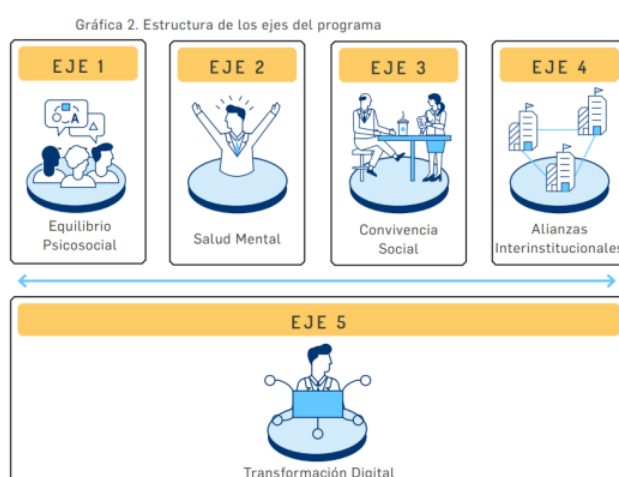 Gráfica 2. Estructura de los ejes del programa
EJE 1
EJE 2
EJE 3
EJE 4
A
Equilibrio
Psicosocial
Salud Mental
Convivencia
Social
Alianzas
Interinstitucionales
EJE 5
Transformación Digital